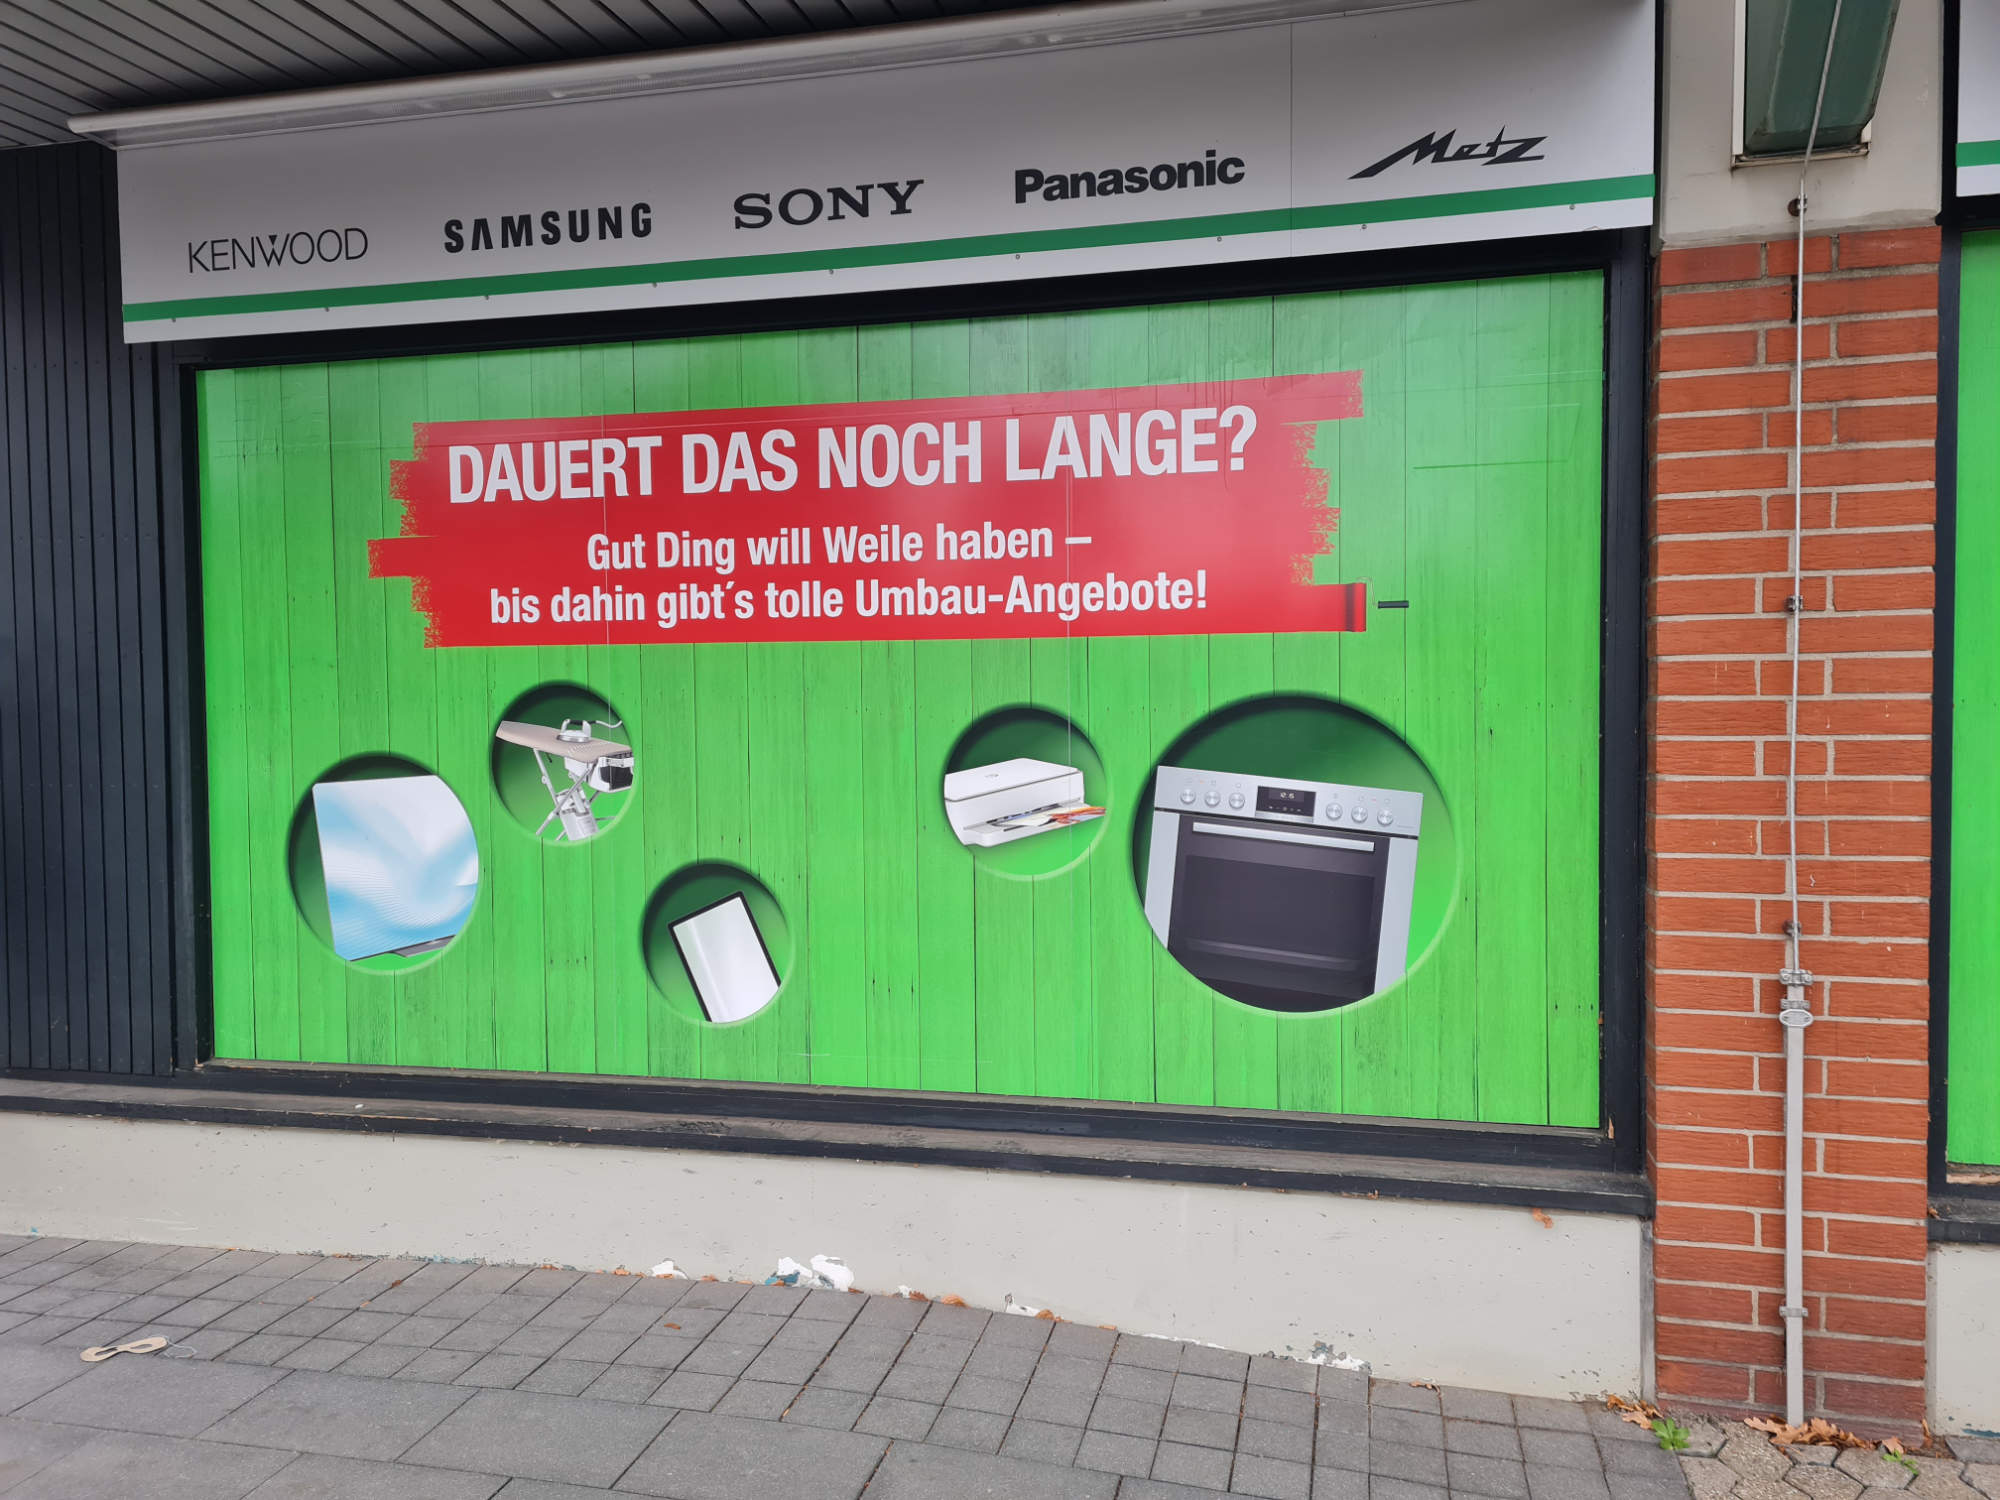 KENWOOD SAMSUNG SONY Panasonic Metz
DAUERT DAS NOCH LANGE?
Gut Ding will Weile haben –
bis dahin gibt´s tolle Umbau-Angebote!